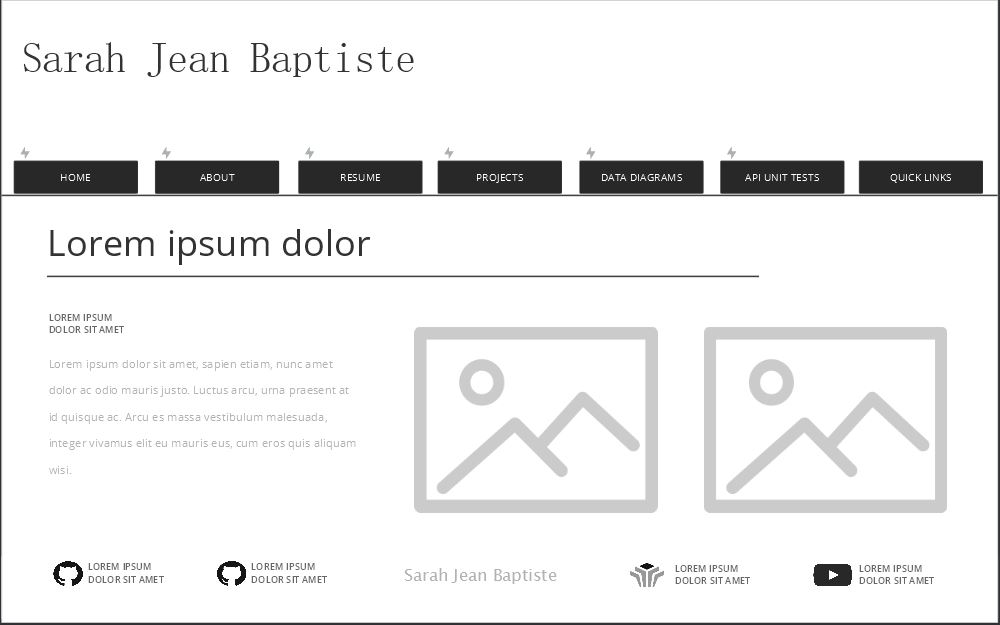 Sarah Jean Baptiste
HOME
ABOUT
RESUME
PROJECTS
DATA DIAGRAMS
API UNIT TESTS
QUICK LINKS
Lorem ipsum dolor
LOREM IPSUM
DOLOR SIT AMET
Lorem ipsum dolor sit amet, sapien etiam, nunc amet
dolor ac odio mauris justo. Luctus arcu, urna praesent at
id quisque ac. Arcu es massa vestibulum malesuada,
integer vivamus elit eu mauris eus, cum eros quis aliquam
wisi.
LOREM IPSUM
DOLOR SIT AMET
LOREM IPSUM
DOLOR SIT AMET
Sarah Jean Baptiste
LOREM IPSUM
DOLOR SIT AMET
LOREM IPSUM
DOLOR SIT AMET